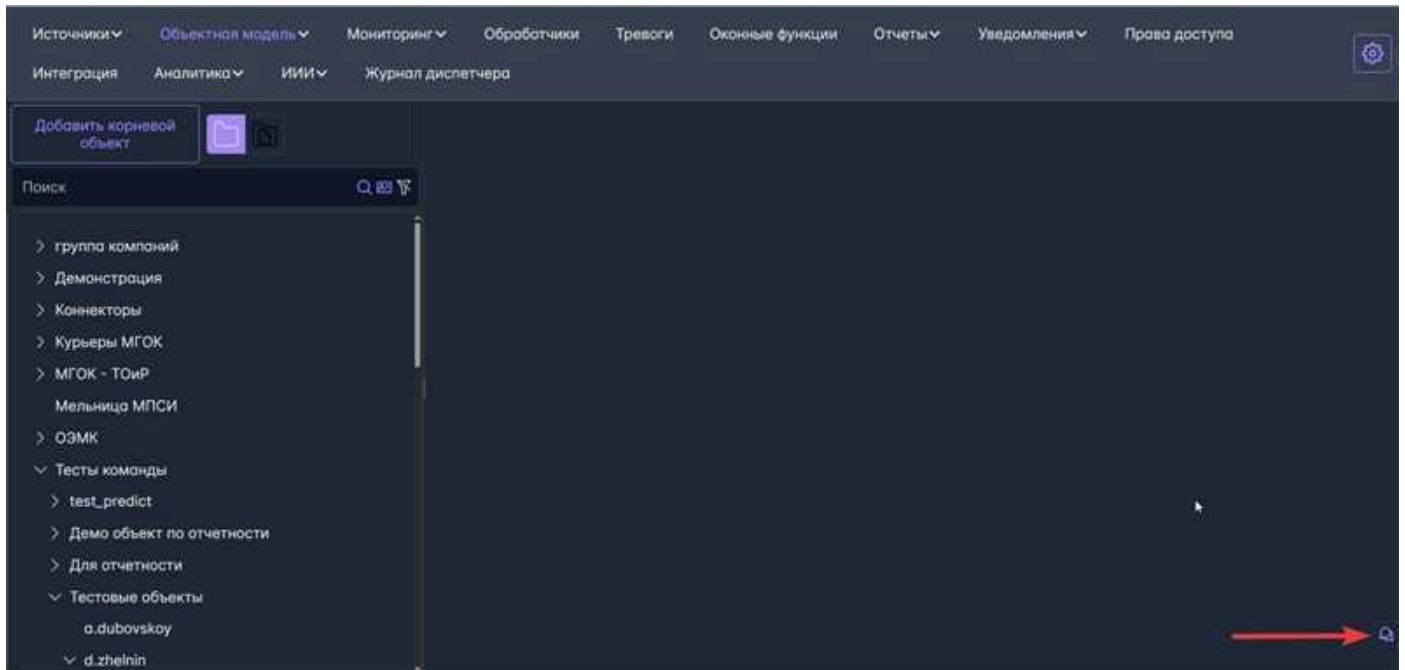 Источники Объектная модель Мониторинг Обработчики Тревоги Оконные функции Отчеты Уведомления Права доступа
Интеграция Аналитика ИИИ Журнал диспетчера
Добавить корневой
объект
Поиск
группа компаний
Демонстрация
Коннекторы
Курьеры МГОК
МГОК - ТОиР
Мельница МПСИ
ОЭМК
Тесты команды
test_predict
Демо объект по отчетности
Для отчетности
Тестовые объекты
a.dubovskoy
d.zhelnin